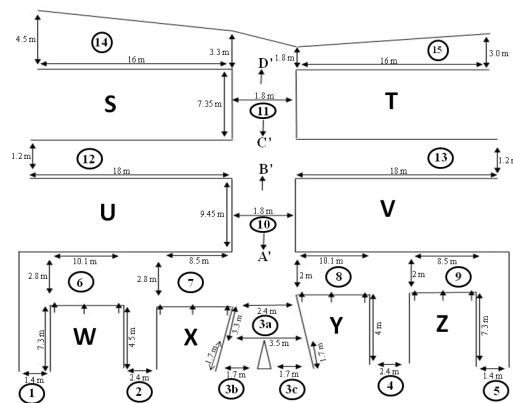 4.5 m
14
3.3 m
16 m
D'
1.8 m
15
16 m
3.0 m
S
7.35 m
1.8 m
11
T
C'
1.2 m
12
18 m
B'
13
18 m
1.2 m
U
9.45 m
1.8 m
10
V
A'
10.1 m
8.5 m
10.1 m
8.5 m
2.8 m
6
2.8 m
7
2 m
8
2 m
9
2.4 m
7.3 m
W
4.5 m
X
3.3 m
3a
3.5 m
Y
4 m
Z
7.3 m
1.7 m
1.7 m
1.4 m
2.4 m
1.7 m
1.7 m
2.4 m
1.4 m
1
2
3b
3c
4
5